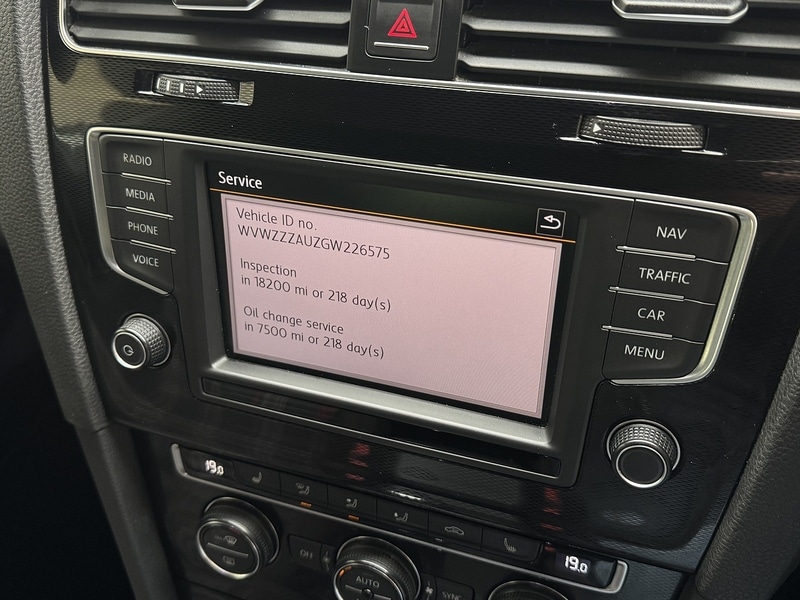 RADIO
MEDIA
PHONE
VOICE
Service
Vehicle ID no.
WVWZZZAUZGW226575
Inspection
in 18200 mi or 218 day(s)
Oil change service
in 7500 mi or 218 day(s)
NAV
TRAFFIC
CAR
MENU
19.0
OFF
AUTO
SYNC
19.0